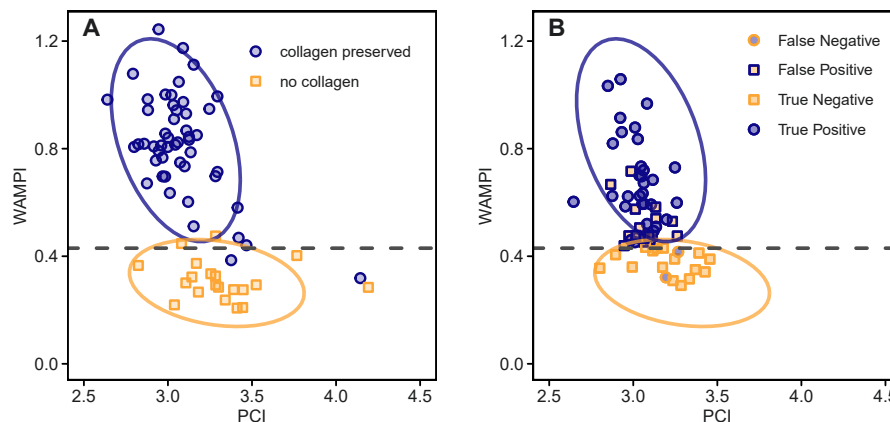 A
collagen preserved
no collagen
1.2
0.8
0.4
0.0
WAMPI
2.5
3.0
3.5
4.0
4.5
PCI
B
False Negative
False Positive
True Negative
True Positive
1.2
0.8
0.4
0.0
WAMPI
2.5
3.0
3.5
4.0
4.5
PCI